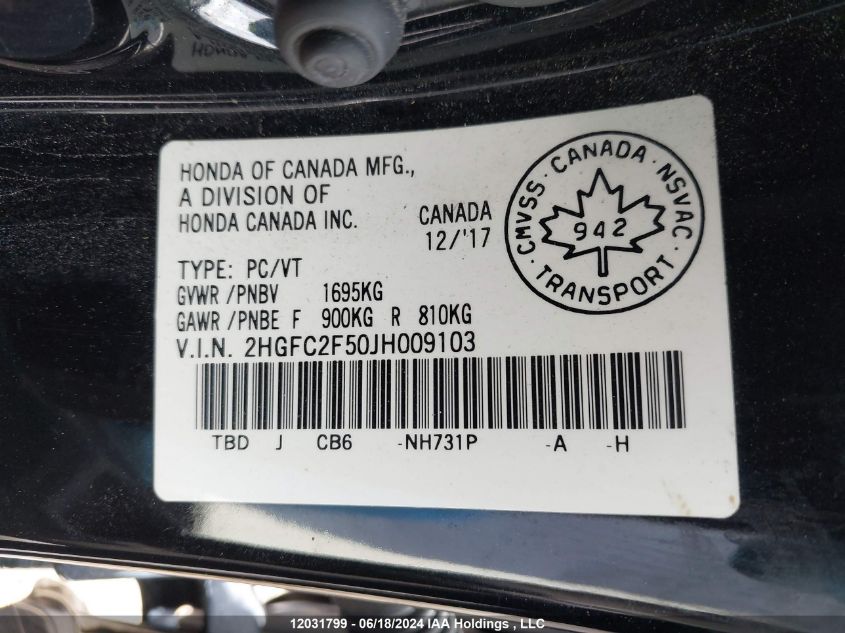 HONDA OF CANADA MFG.,
A DIVISION OF
HONDA CANADA INC. CANADA
12/'17
CMVSS · CANADA · NSVAC · TRANSPORT ·
942
TYPE: PC/VT
GVWR /PNBV 1695KG
GAWR /PNBE F 900KG R 810KG
V.I.N. 2HGFC2F50JH009103
TBD J CB6 -NH731P -A -H
12031799 - 06/18/2024 IAA Holdings, LLC